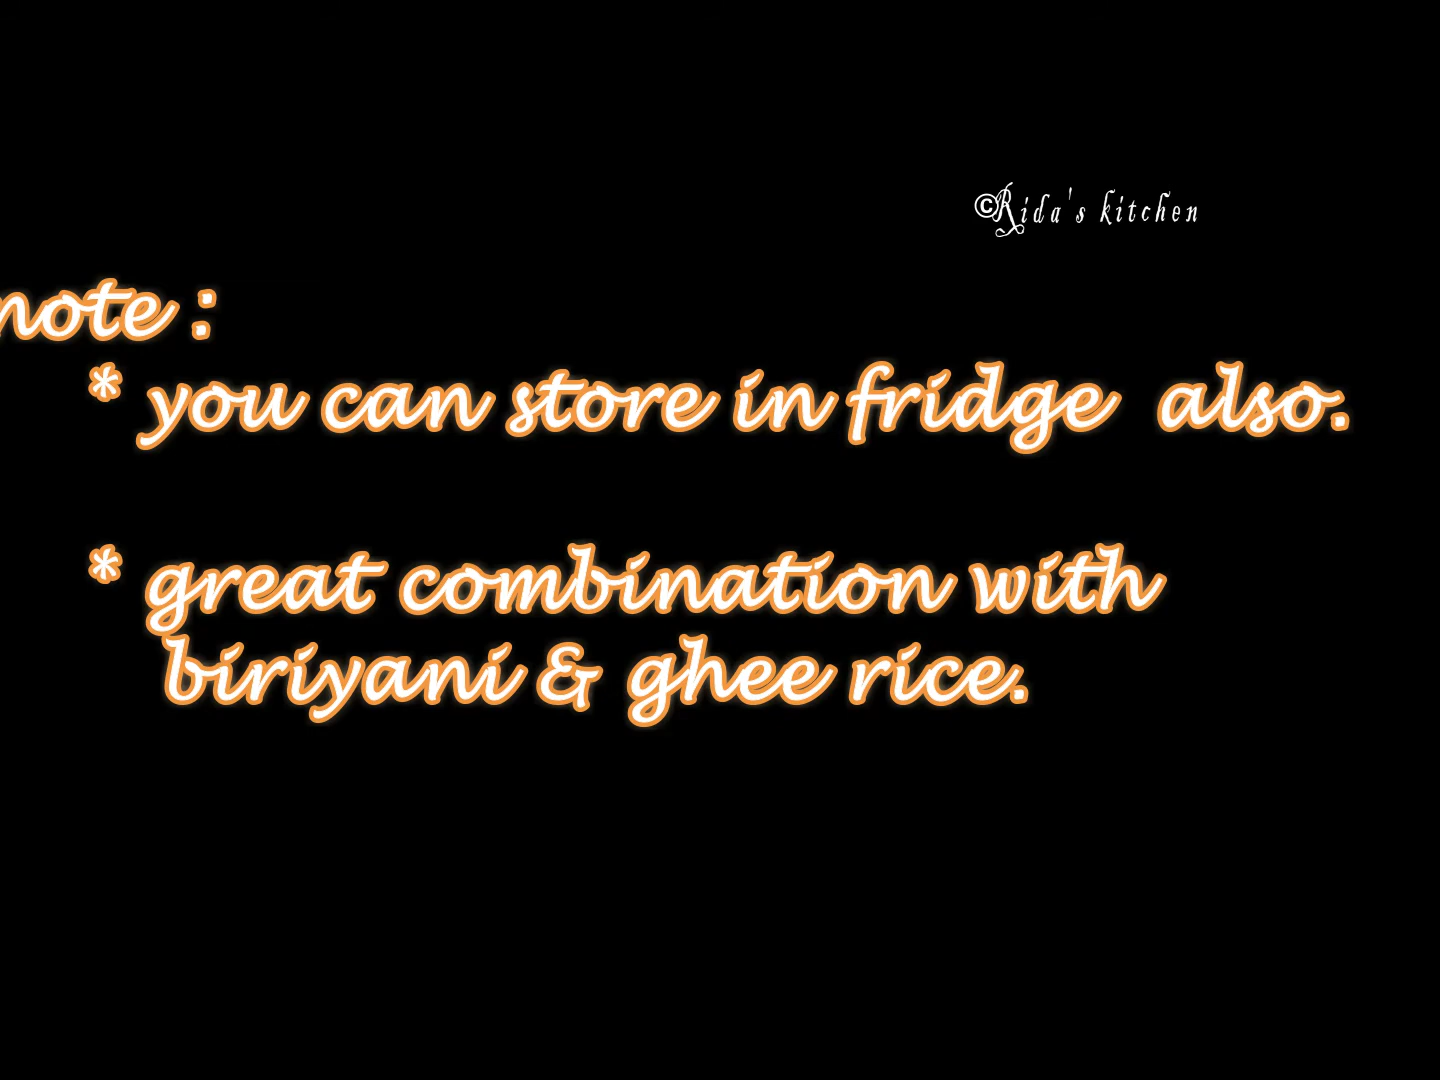 ©Rida's kitchen
note :
* you can store in fridge also.
* great combination with
biriyani & ghee rice.